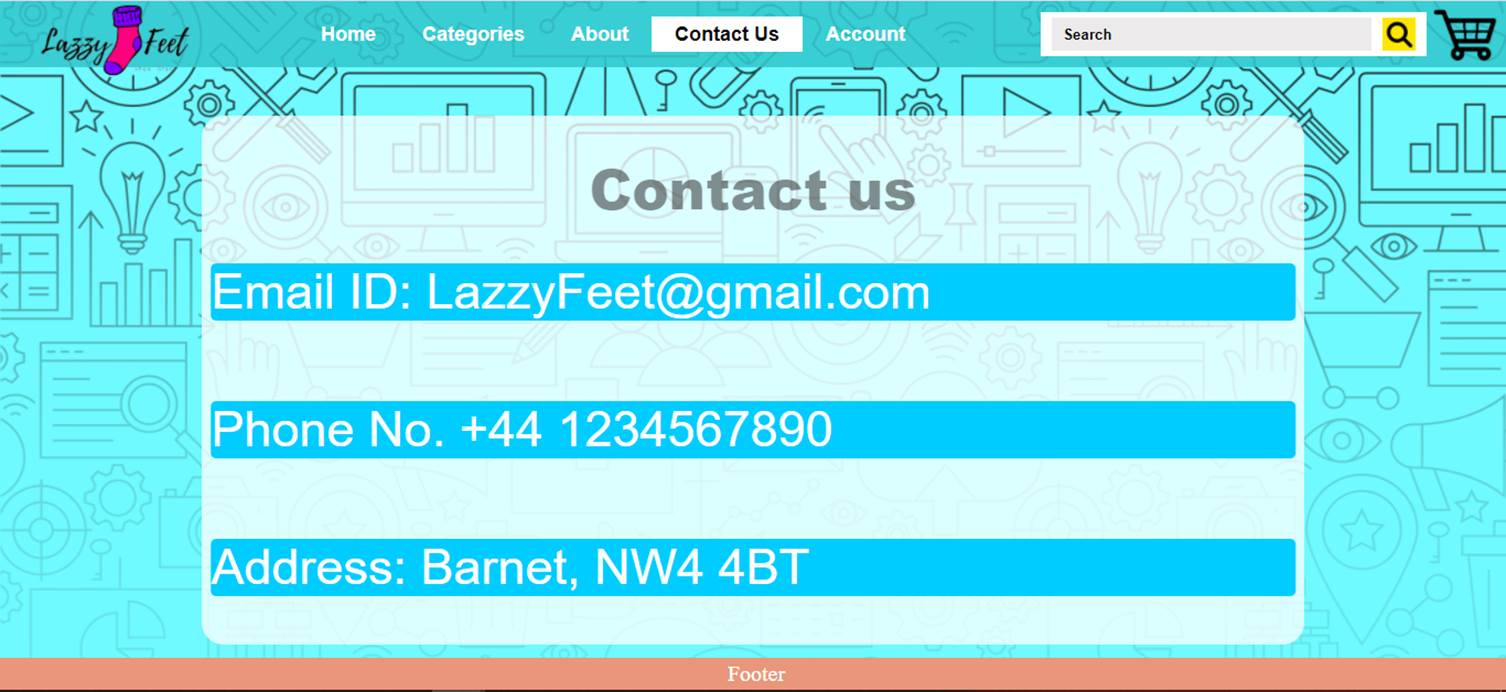 Lazzy Feet
Home Categories About Contact Us Account Search
Contact us
Email ID: LazzyFeet@gmail.com
Phone No. +44 1234567890
Address: Barnet, NW4 4BT
Footer